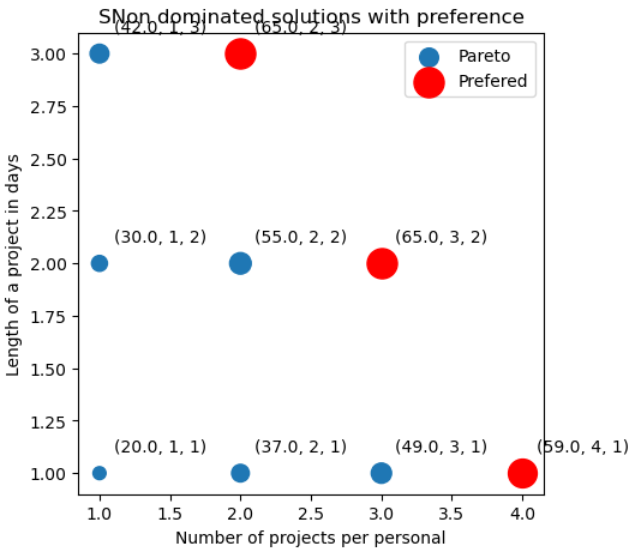 SNon dominated solutions with preference
(42.0, 1, 3)
(65.0, 2, 3)
Pareto
Prefered
(30.0, 1, 2)
(55.0, 2, 2)
(65.0, 3, 2)
(20.0, 1, 1)
(37.0, 2, 1)
(49.0, 3, 1)
(59.0, 4, 1)
Length of a project in days
3.00
2.75
2.50
2.25
2.00
1.75
1.50
1.25
1.00
1.0
1.5
2.0
2.5
3.0
3.5
4.0
Number of projects per personal